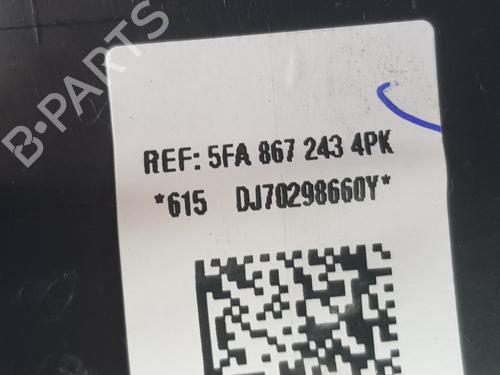 B-PARTS
REF: 5FA 867 243 4PK
*615 DJ70298660Y*